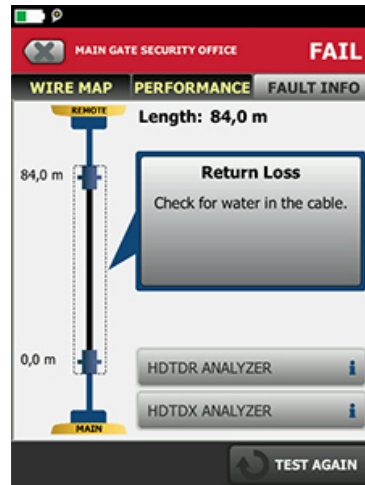 MAIN GATE SECURITY OFFICE
FAIL
WIRE MAP
PERFORMANCE
FAULT INFO
REMOTE
Length: 84,0 m
84,0 m
Return Loss
Check for water in the cable.
0,0 m
HDTDR ANALYZER i
HDTDX ANALYZER i
MAIN
TEST AGAIN